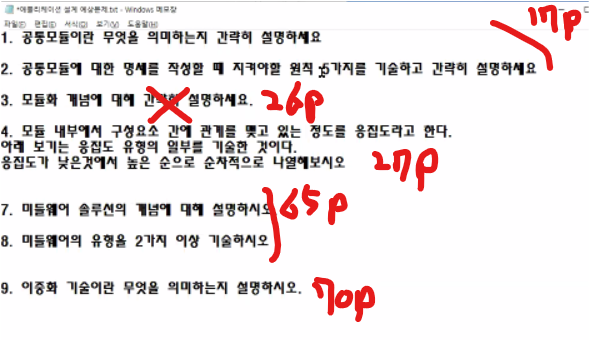 *애플리케이션 설계 예상문제.txt - Windows 메모장
파일(F) 편집(E) 서식(O) 보기(V) 도움말(H)
17p
1. 공통모듈이란 무엇을 의미하는지 간략히 설명하세요
2. 공통모듈에 대한 명세를 작성할 때 지켜야할 원칙 5가지를 기술하고 간략히 설명하세요
3. 모듈화 개념에 대해 간략히 설명하세요. 26p
4. 모듈 내부에서 구성요소 간에 관계를 맺고 있는 정도를 응집도라고 한다.
아래 보기는 응집도 유형의 일부를 기술한 것이다.
응집도가 낮은것에서 높은 순으로 순차적으로 나열해보시오 27p
7. 미들웨어 솔루션의 개념에 대해 설명하시오 65p
8. 미들웨어의 유형을 2가지 이상 기술하시오
9. 이중화 기술이란 무엇을 의미하는지 설명하시오. 70p